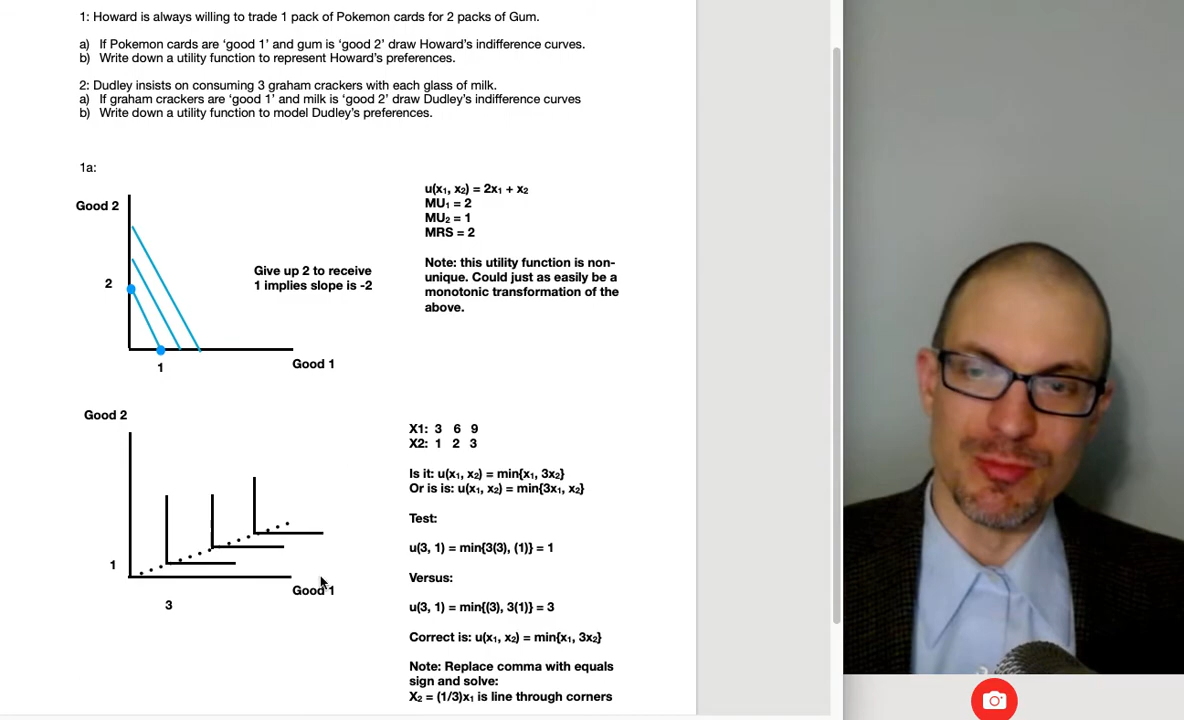 1: Howard is always willing to trade 1 pack of Pokemon cards for 2 packs of Gum.
a) If Pokemon cards are ‘good 1’ and gum is ‘good 2’ draw Howard’s indifference curves.
b) Write down a utility function to represent Howard’s preferences.
2: Dudley insists on consuming 3 graham crackers with each glass of milk.
a) If graham crackers are ‘good 1’ and milk is ‘good 2’ draw Dudley’s indifference curves
b) Write down a utility function to model Dudley’s preferences.
1a:
Good 2
2
Give up 2 to receive
1 implies slope is -2
1
Good 1
u(x₁, x₂) = 2x₁ + x₂
MU₁ = 2
MU₂ = 1
MRS = 2
Note: this utility function is non-
unique. Could just as easily be a
monotonic transformation of the
above.
Good 2
1
Good 1
3
X1: 3 6 9
X2: 1 2 3
Is it: u(x₁, x₂) = min{x₁, 3x₂}
Or is is: u(x₁, x₂) = min{3x₁, x₂}
Test:
u(3, 1) = min{3(3), (1)} = 1
Versus:
u(3, 1) = min{(3), 3(1)} = 3
Correct is: u(x₁, x₂) = min{x₁, 3x₂}
Note: Replace comma with equals
sign and solve:
X₂ = (1/3)x₁ is line through corners